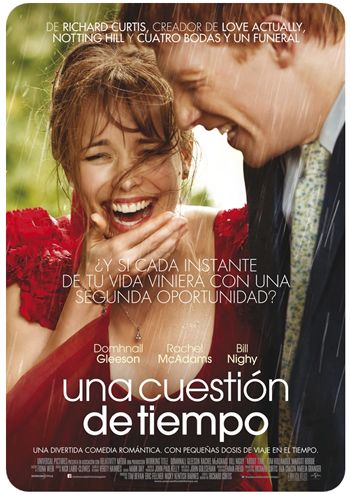 DE RICHARD CURTIS, CREADOR DE LOVE ACTUALLY,
NOTTING HILL Y CUATRO BODAS Y UN FUNERAL
¿Y SI CADA INSTANTE
DE TU VIDA VINIERA CON UNA
SEGUNDA OPORTUNIDAD?
Domhnall Gleeson
Rachel McAdams
Bill Nighy
una cuestión
de tiempo
UNA DIVERTIDA COMEDIA ROMÁNTICA. CON PEQUEÑAS DOSIS DE VIAJE EN EL TIEMPO.